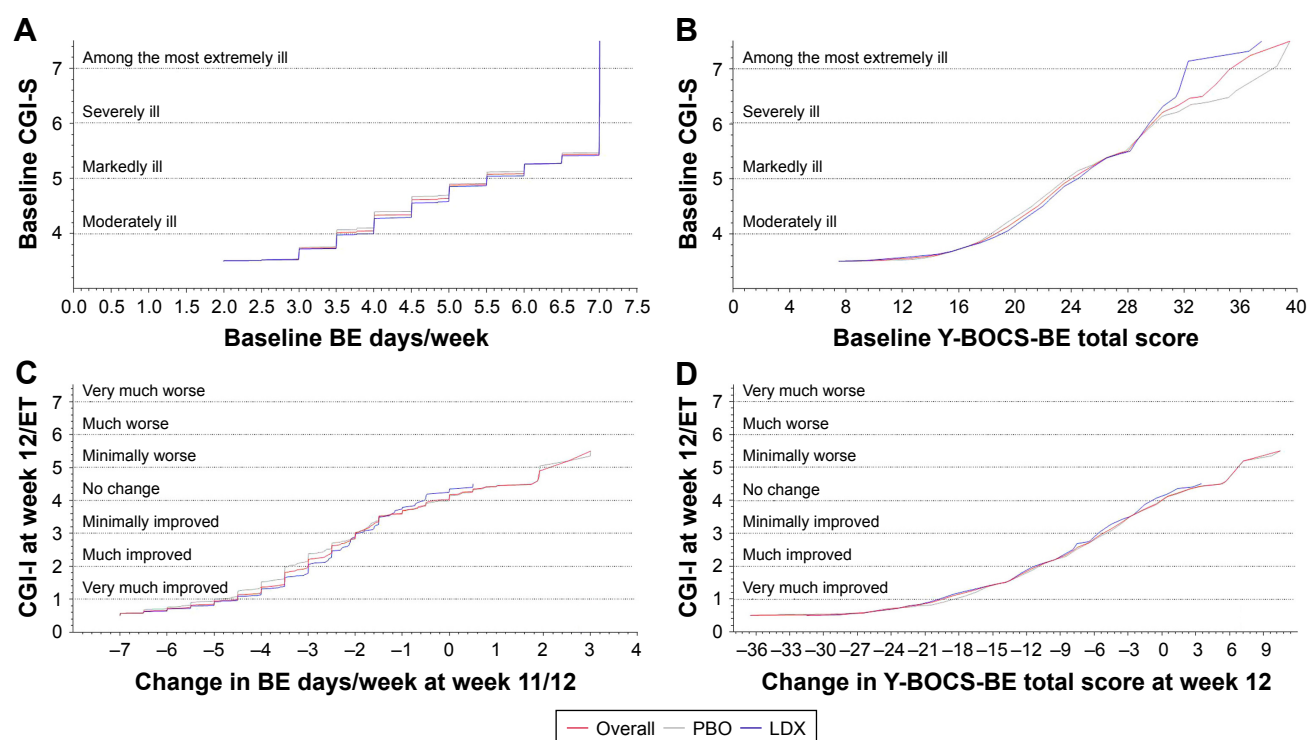 A
Baseline CGI-S
7
6
5
4
Among the most extremely ill
Severely ill
Markedly ill
Moderately ill
0.0 0.5 1.0 1.5 2.0 2.5 3.0 3.5 4.0 4.5 5.0 5.5 6.0 6.5 7.0 7.5
Baseline BE days/week
B
Baseline CGI-S
7
6
5
4
Among the most extremely ill
Severely ill
Markedly ill
Moderately ill
0 4 8 12 16 20 24 28 32 36 40
Baseline Y-BOCS-BE total score
C
CGI-I at week 12/ET
7
6
5
4
3
2
1
0
Very much worse
Much worse
Minimally worse
No change
Minimally improved
Much improved
Very much improved
–7 –6 –5 –4 –3 –2 –1 0 1 2 3 4
Change in BE days/week at week 11/12
D
CGI-I at week 12/ET
7
6
5
4
3
2
1
0
Very much worse
Much worse
Minimally worse
No change
Minimally improved
Much improved
Very much improved
–36 –33 –30 –27 –24 –21 –18 –15 –12 –9 –6 –3 0 3 6 9
Change in Y-BOCS-BE total score at week 12
Overall PBO LDX